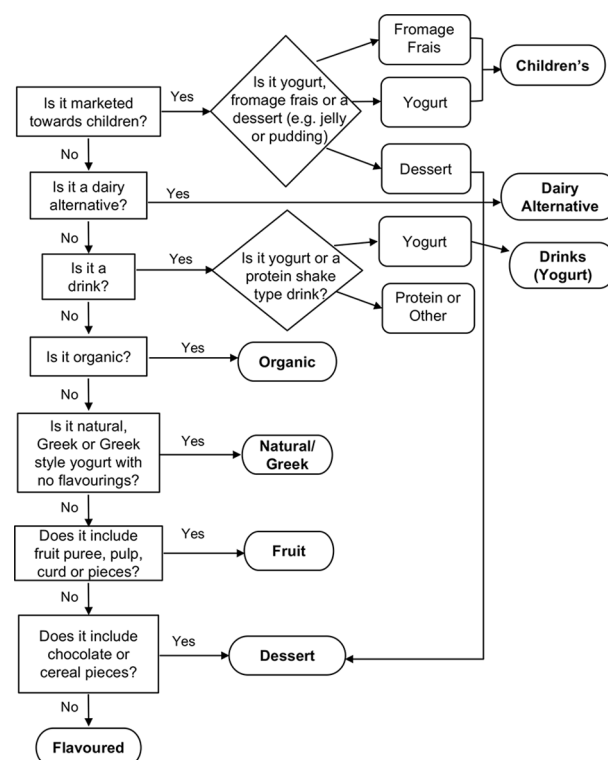 Fromage
Frais
Children's
Is it yogurt,
fromage frais or a
dessert (e.g. jelly
or pudding)
Is it marketed
towards children?
Yes
Yogurt
No
Dessert
Is it a dairy
alternative?
Yes
Dairy
Alternative
No
Is it a
drink?
Yes
Is it yogurt or a
protein shake
type drink?
Yogurt
Drinks
(Yogurt)
Protein or
Other
No
Is it organic?
Yes
Organic
No
Is it natural,
Greek or Greek
style yogurt with
no flavourings?
Yes
Natural/
Greek
No
Does it include
fruit puree, pulp,
curd or pieces?
Yes
Fruit
No
Does it include
chocolate or
cereal pieces?
Yes
Dessert
No
Flavoured